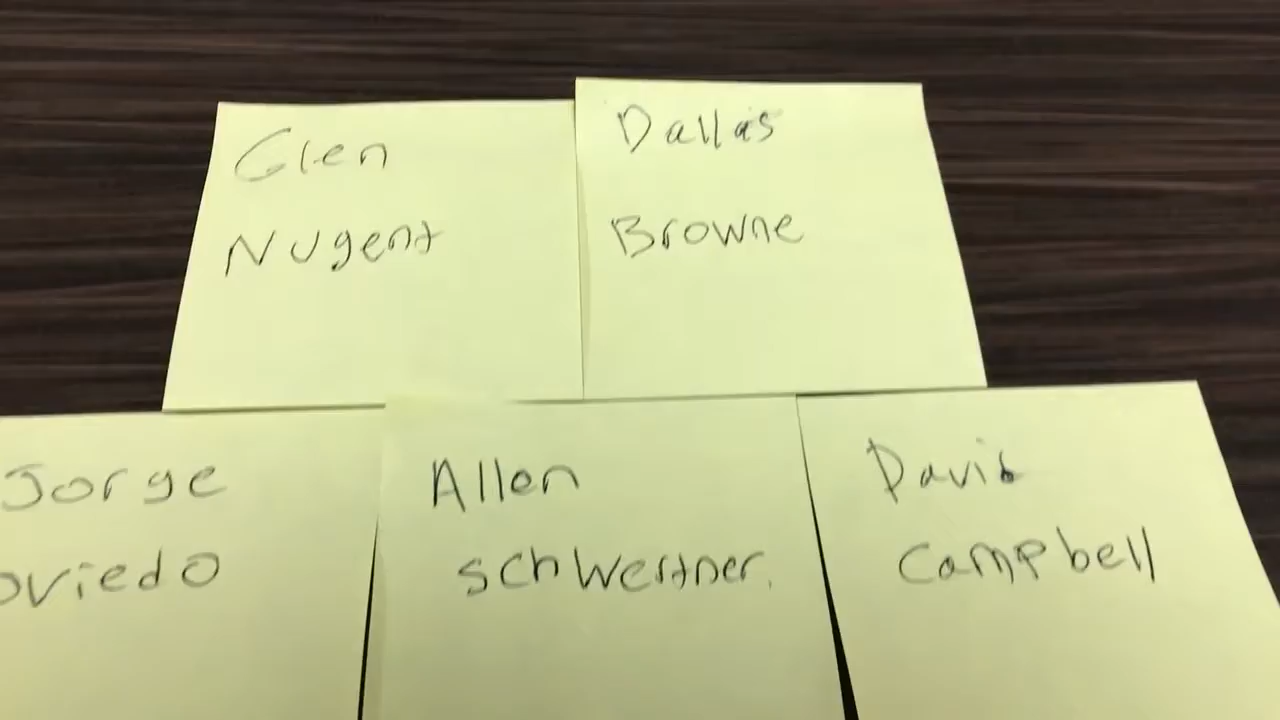 Glen
Nugent
Dallas
Browne
Jorge
oviedo
Allen
schwertner.
David
Campbell